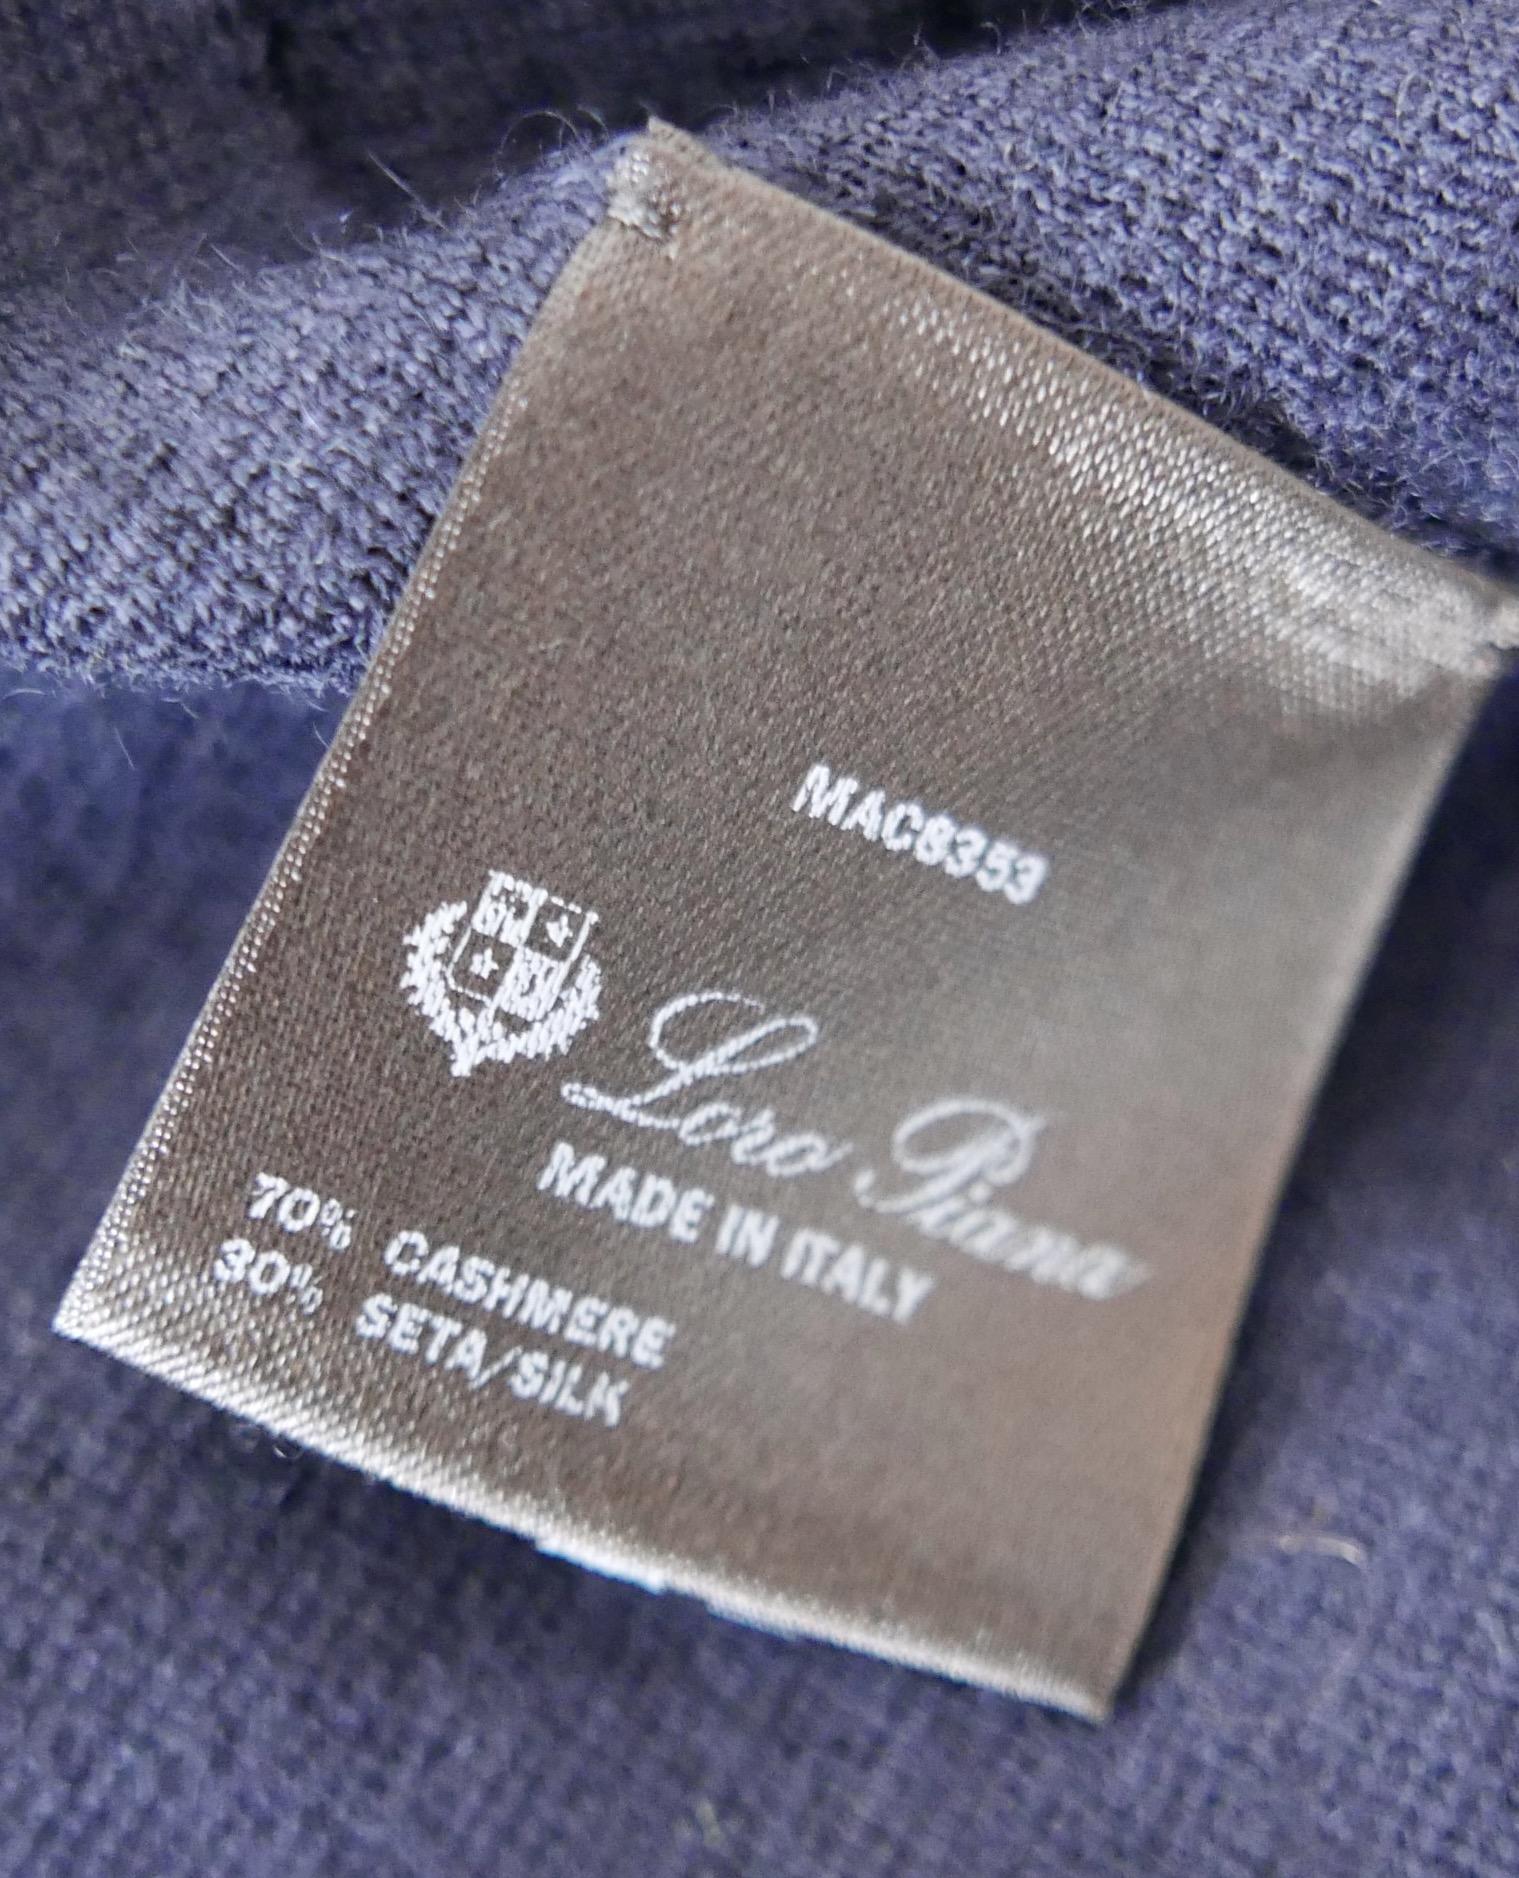 MAC8353
Loro Piana
MADE IN ITALY
70% CASHMERE
30% SETA/SILK